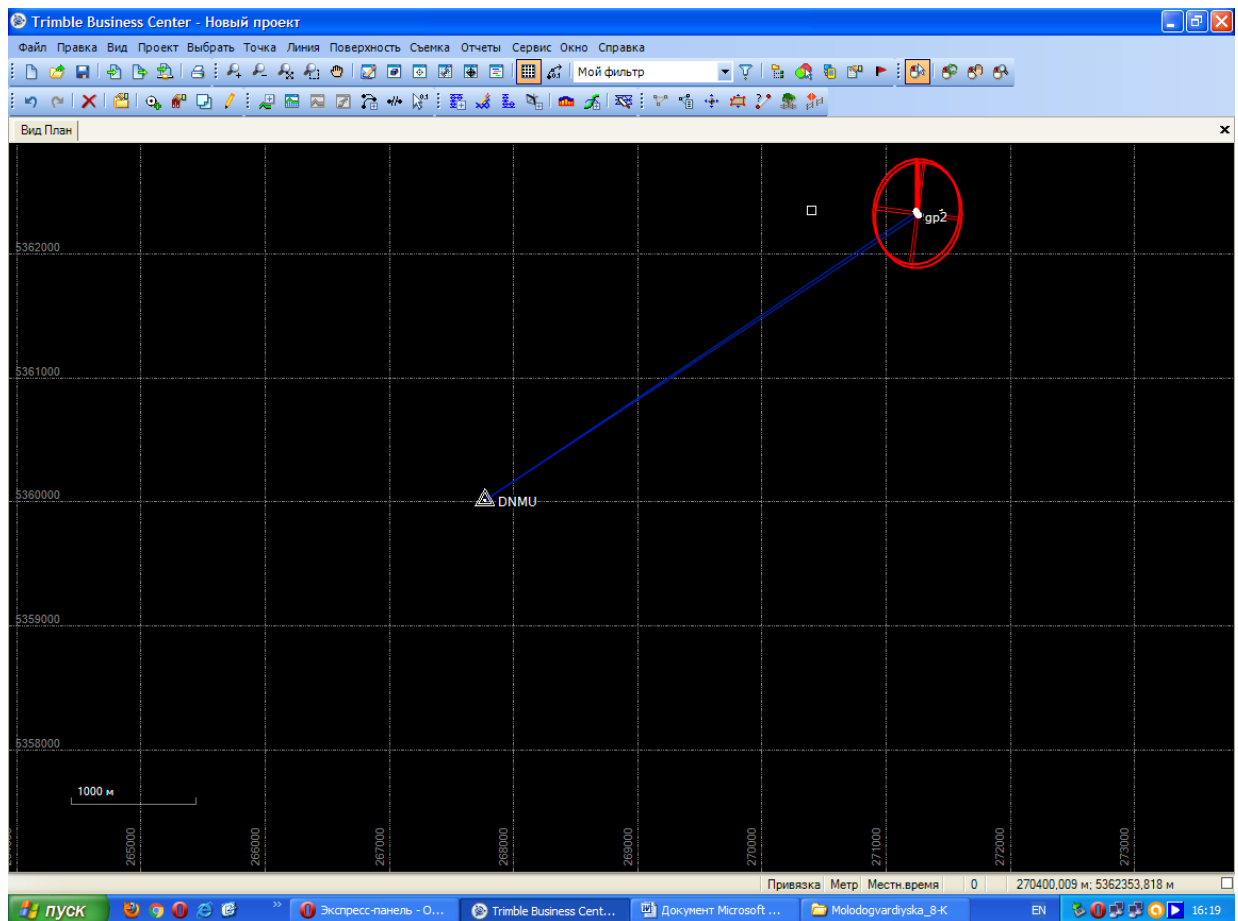 Trimble Business Center - Новый проект
Файл Правка Вид Проект Выбрать Точка Линия Поверхность Съемка Отчеты Сервис Окно Справка
Мой фильтр
Вид План
gp2
5362000
5361000
5360000
DNMU
5359000
5358000
1000 м
265000 266000 267000 268000 269000 270000 271000 272000 273000
Привязка Метр Местн.время 0 270400,009 м; 5362353,818 м
пуск » Экспресс-панель - О... Trimble Business Cent... Документ Microsoft ... Molodogvardiyska_8-K EN 16:19